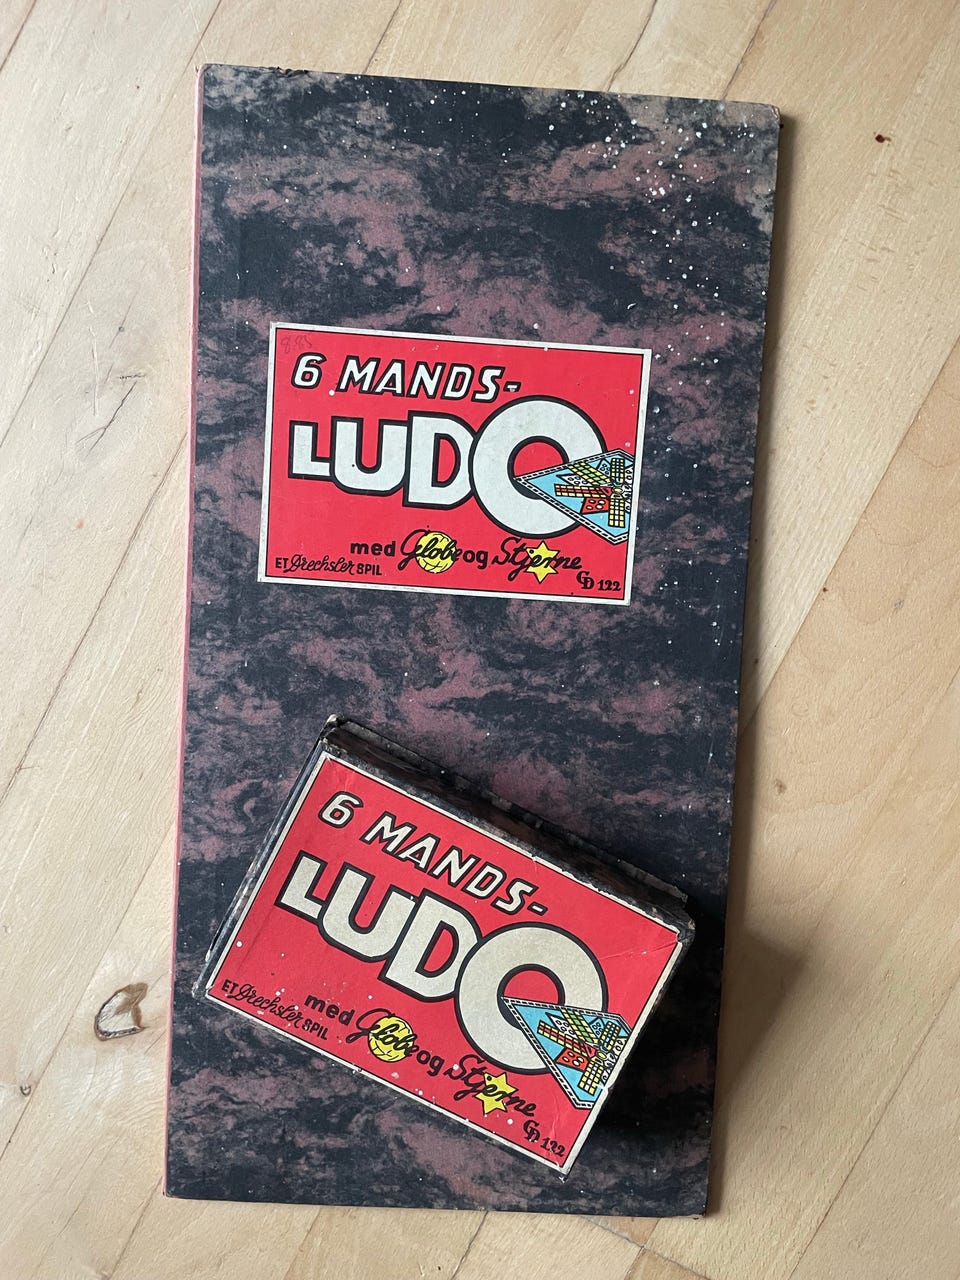 6 MANDS-
LUDO
med Globe og Stjerne
ET Drechsler SPIL
GD 122
6 MANDS-
LUDO
med Globe og Stjerne
ET Drechsler SPIL
GD 122